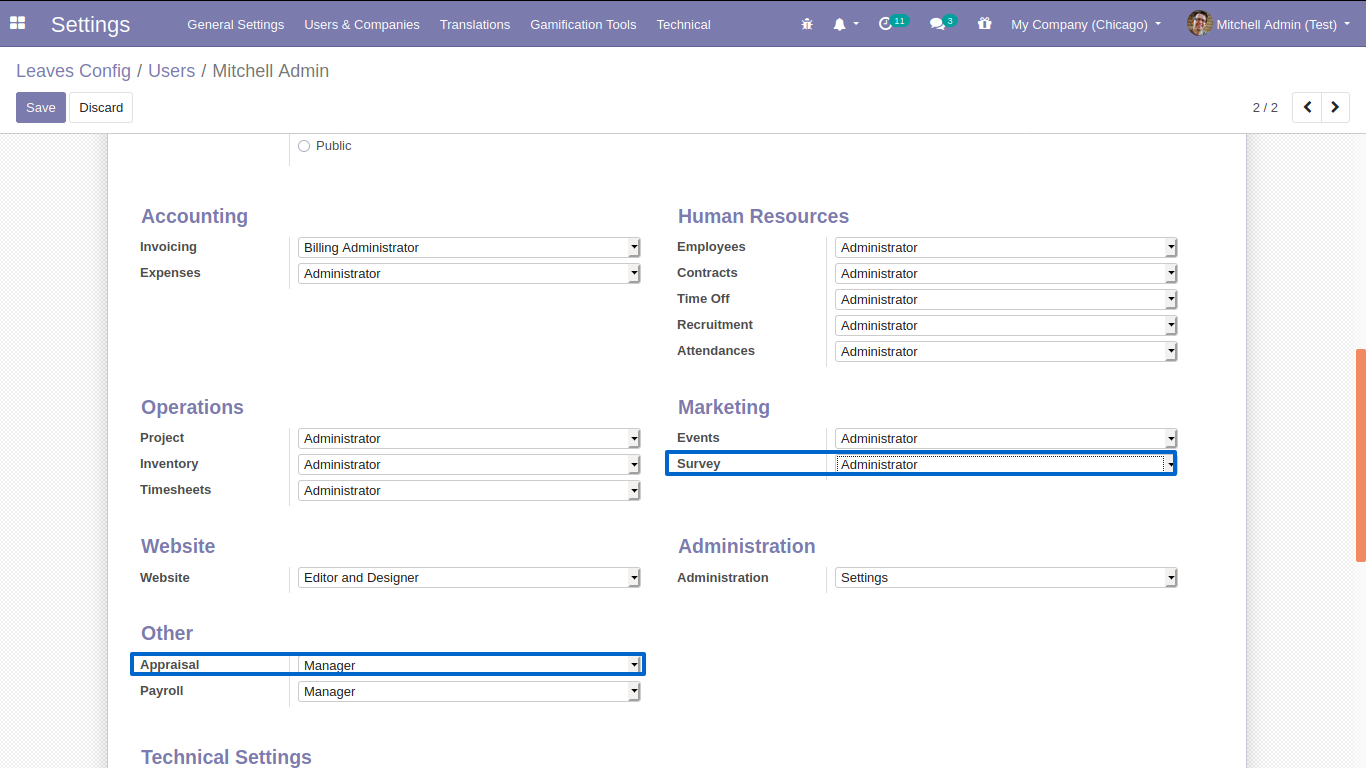 Settings General Settings Users & Companies Translations Gamification Tools Technical 11 3 My Company (Chicago) Mitchell Admin (Test)
Leaves Config / Users / Mitchell Admin
Save Discard 2 / 2
Public
Accounting
Invoicing Billing Administrator
Expenses Administrator
Human Resources
Employees Administrator
Contracts Administrator
Time Off Administrator
Recruitment Administrator
Attendances Administrator
Operations
Project Administrator
Inventory Administrator
Timesheets Administrator
Marketing
Events Administrator
Survey Administrator
Website
Website Editor and Designer
Administration
Administration Settings
Other
Appraisal Manager
Payroll Manager
Technical Settings